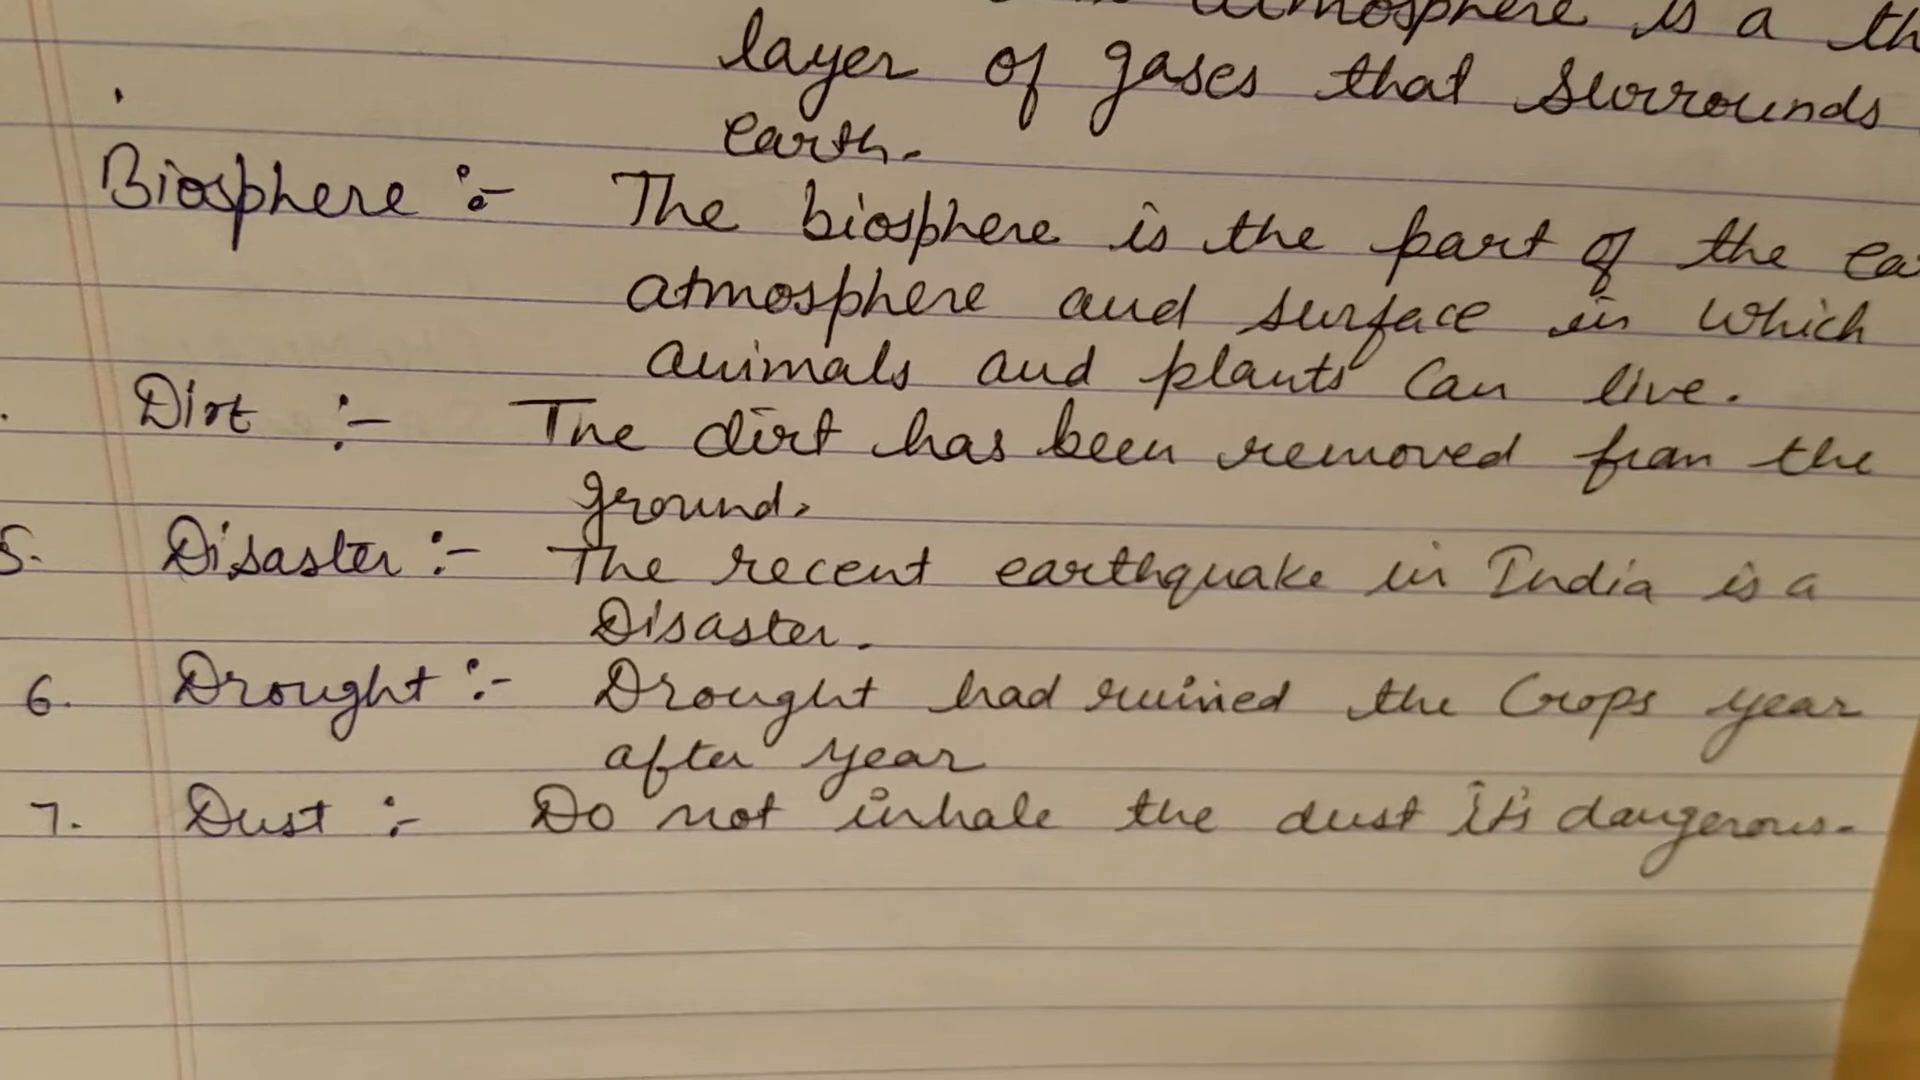 atmosphere is a
layer of gases that surrounds
earth.
Biosphere :- The biosphere is the part of the
atmosphere and surface in which
animals and plants can live.
Dirt :- The dirt has been removed from the
ground.
5. Disaster :- The recent earthquake in India is a
Disaster.
6. Drought :- Drought had ruined the Crops year
after year
7. Dust :- Do not inhale the dust it's dangerous.